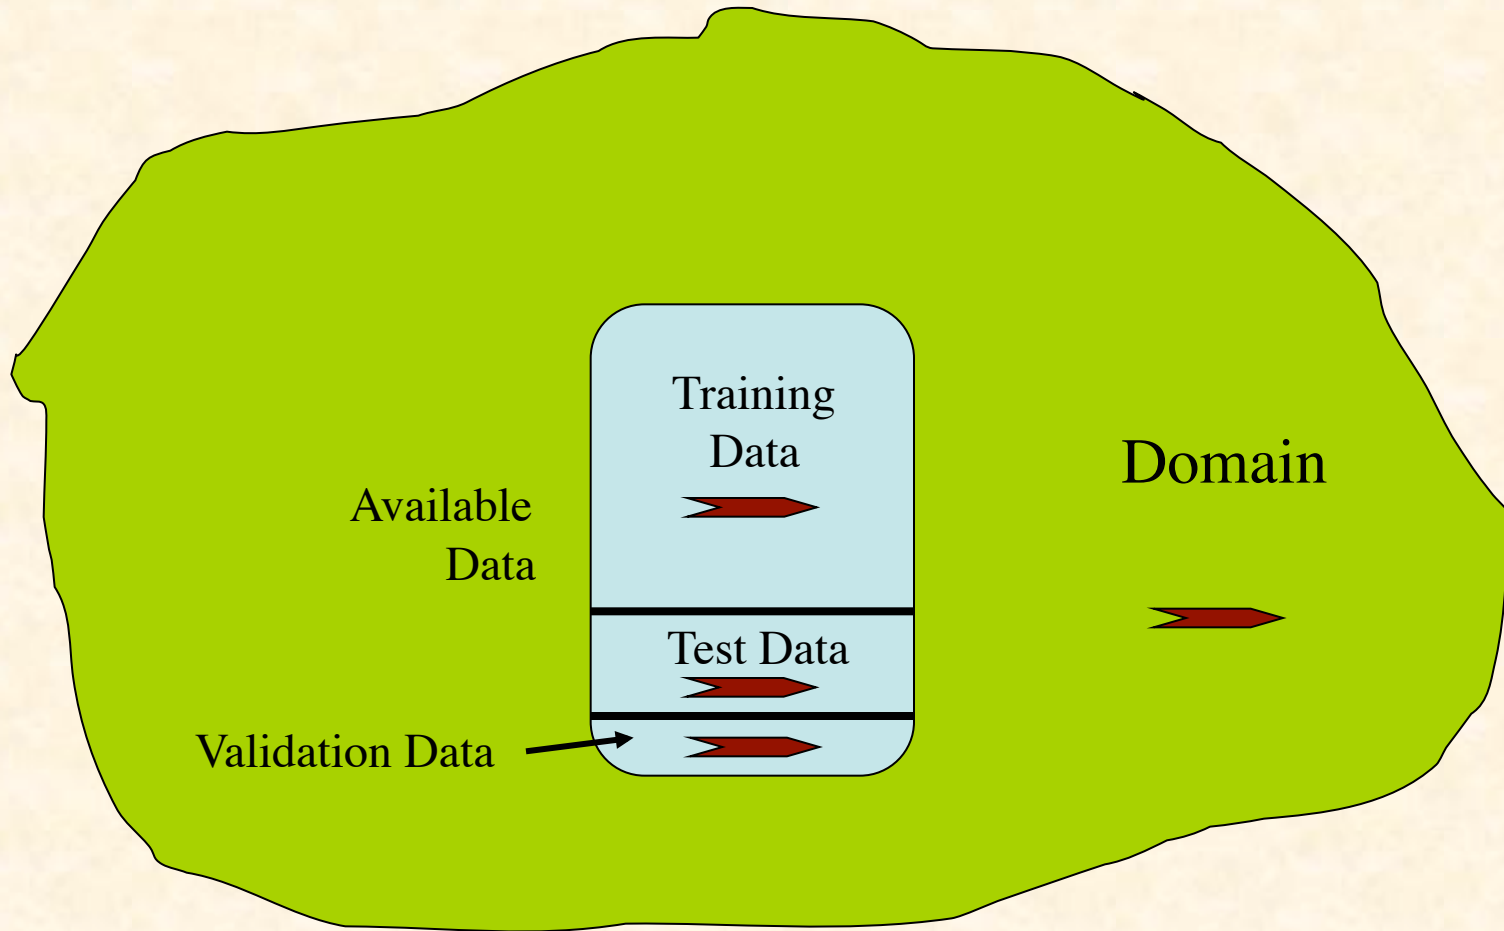 Training
Data
Domain
Available
Data
Test Data
Validation Data